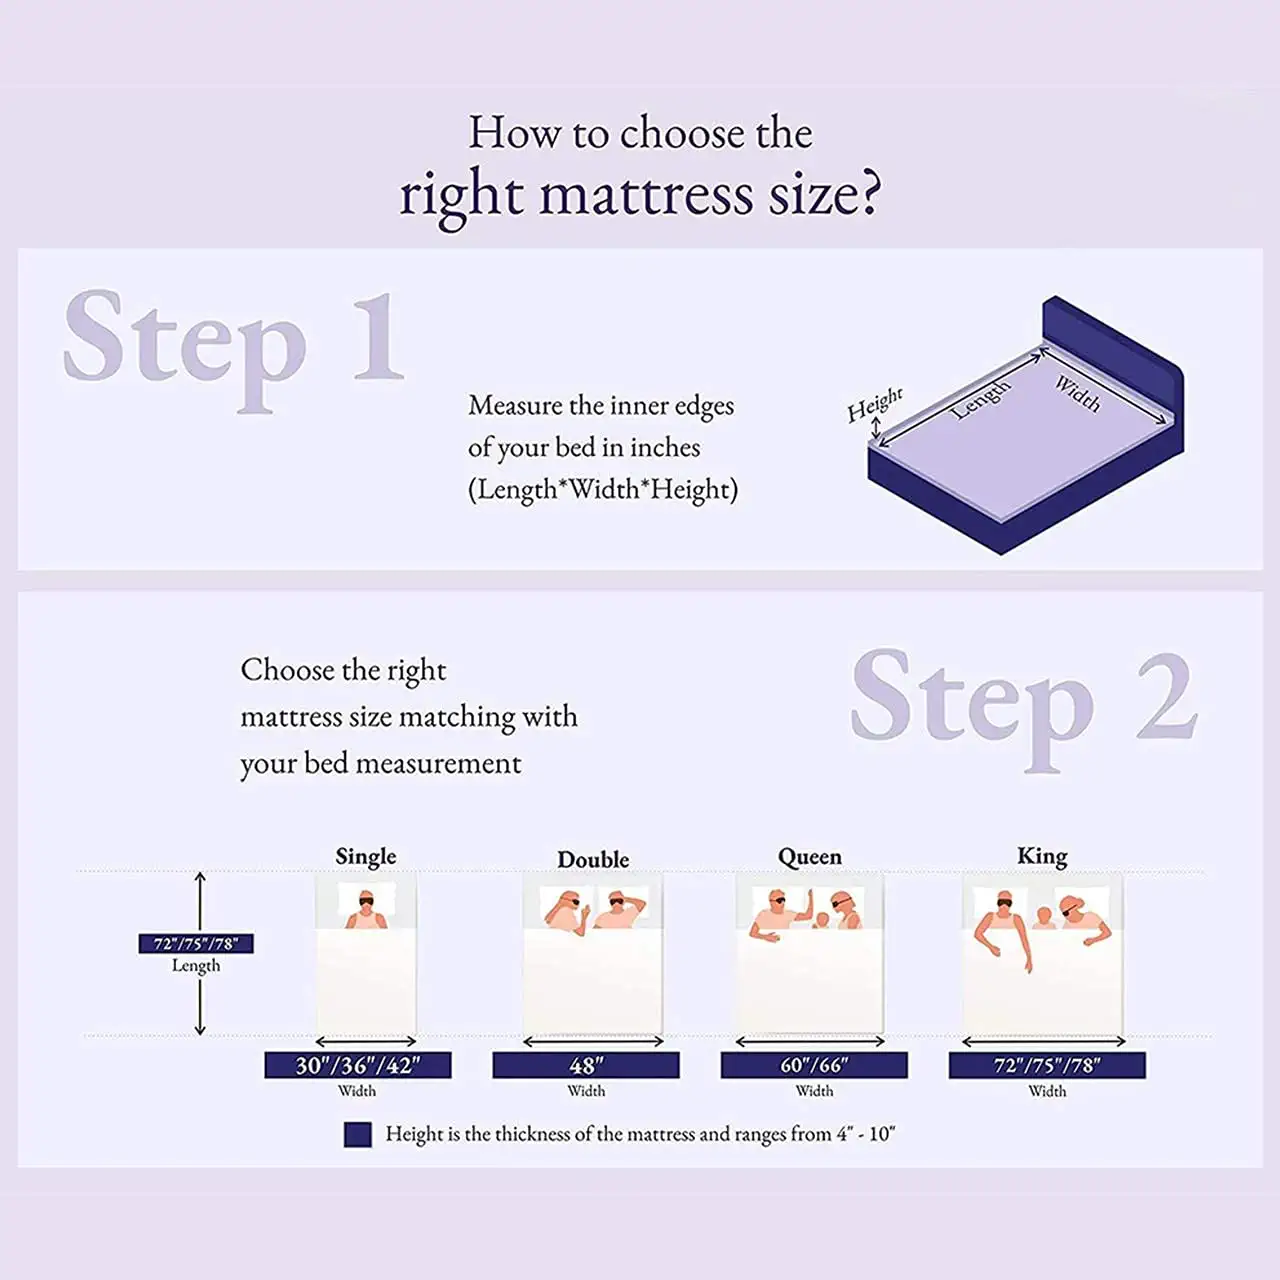 How to choose the
right mattress size?
Step 1
Measure the inner edges
of your bed in inches
(Length*Width*Height)
Height
Length
Width
Choose the right
mattress size matching with
your bed measurement
Step 2
Single
Double
Queen
King
72"/75"/78"
Length
30"/36"/42"
Width
48"
Width
60"/66"
Width
72"/75"/78"
Width
Height is the thickness of the mattress and ranges from 4" - 10"